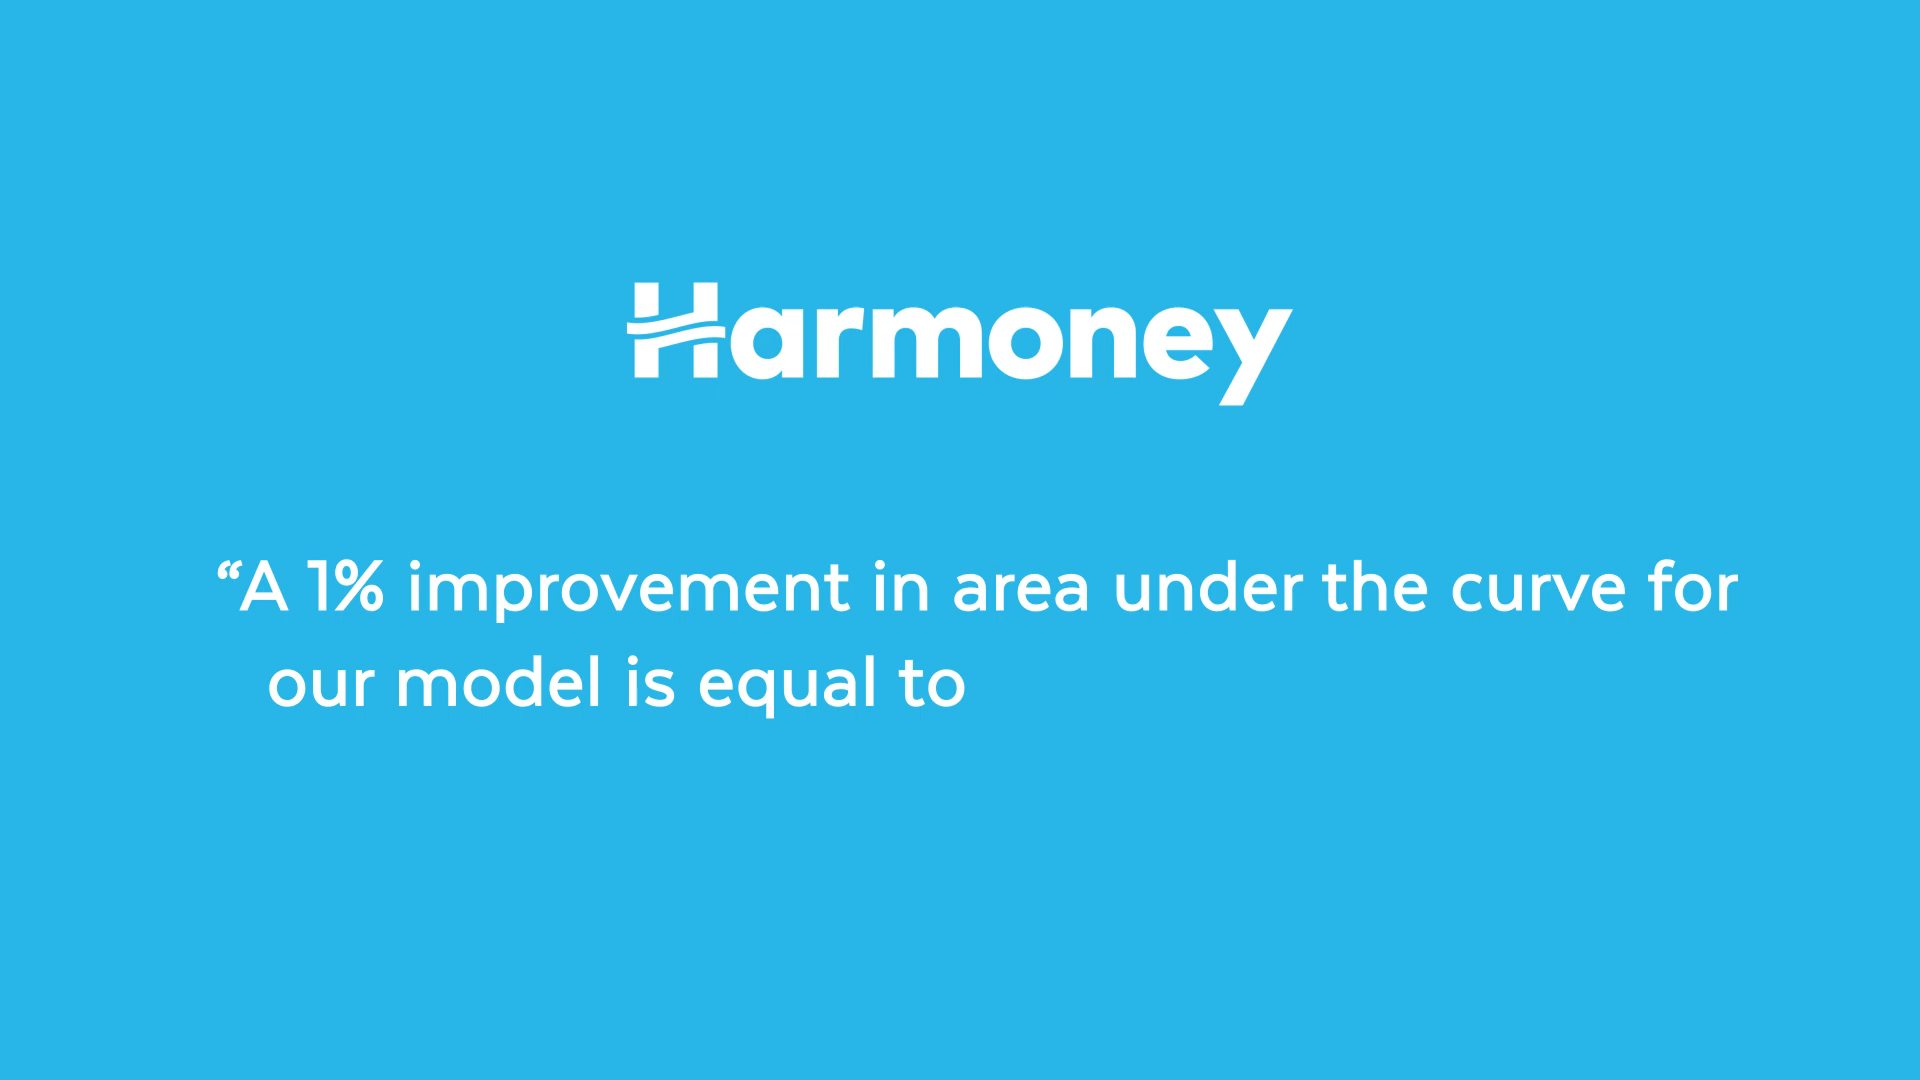 Harmoney
“A 1% improvement in area under the curve for
our model is equal to